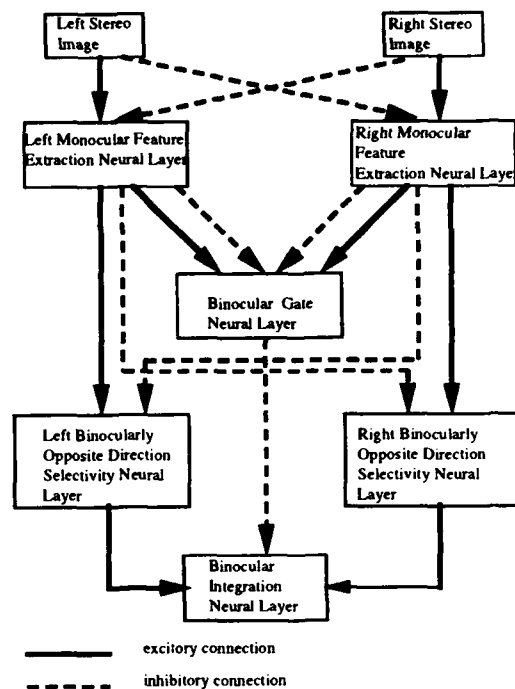 Left Stereo
Image
Right Stereo
Image
Left Monocular Feature
Extraction Neural Layer
Right Monocular
Feature
Extraction Neural Layer
Binocular Gate
Neural Layer
Left Binocularly
Opposite Direction
Selectivity Neural
Layer
Right Binocularly
Opposite Direction
Selectivity Neural
Layer
Binocular
Integration
Neural Layer
excitory connection
inhibitory connection